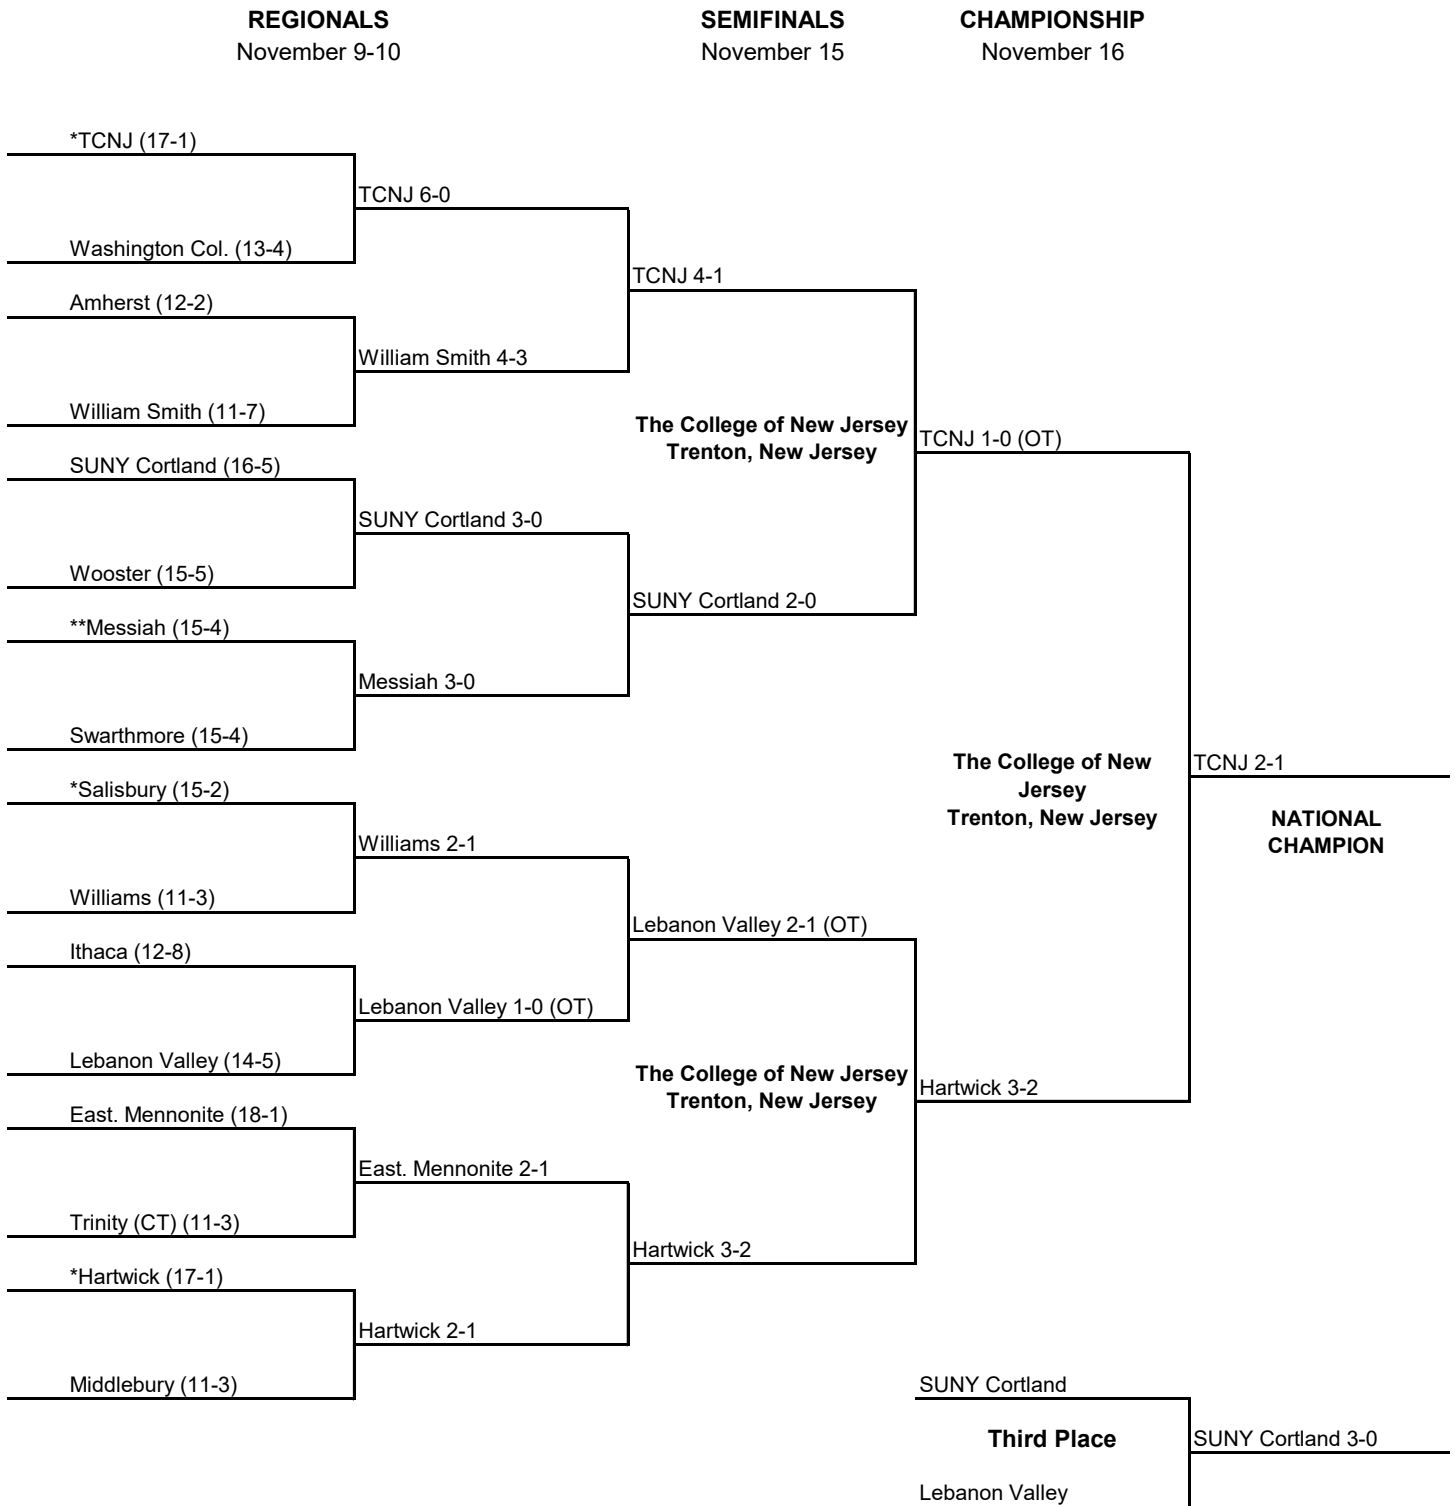 REGIONALS
November 9-10
SEMIFINALS
November 15
CHAMPIONSHIP
November 16
*TCNJ (17-1)
TCNJ 6-0
Washington Col. (13-4)
TCNJ 4-1
Amherst (12-2)
William Smith 4-3
William Smith (11-7)
The College of New Jersey
Trenton, New Jersey
TCNJ 1-0 (OT)
SUNY Cortland (16-5)
SUNY Cortland 3-0
Wooster (15-5)
SUNY Cortland 2-0
**Messiah (15-4)
Messiah 3-0
Swarthmore (15-4)
The College of New
Jersey
Trenton, New Jersey
TCNJ 2-1
NATIONAL
CHAMPION
*Salisbury (15-2)
Williams 2-1
Williams (11-3)
Lebanon Valley 2-1 (OT)
Ithaca (12-8)
Lebanon Valley 1-0 (OT)
Lebanon Valley (14-5)
The College of New Jersey
Trenton, New Jersey
Hartwick 3-2
East. Mennonite (18-1)
East. Mennonite 2-1
Trinity (CT) (11-3)
Hartwick 3-2
*Hartwick (17-1)
Hartwick 2-1
Middlebury (11-3)
SUNY Cortland
Third Place
SUNY Cortland 3-0
Lebanon Valley